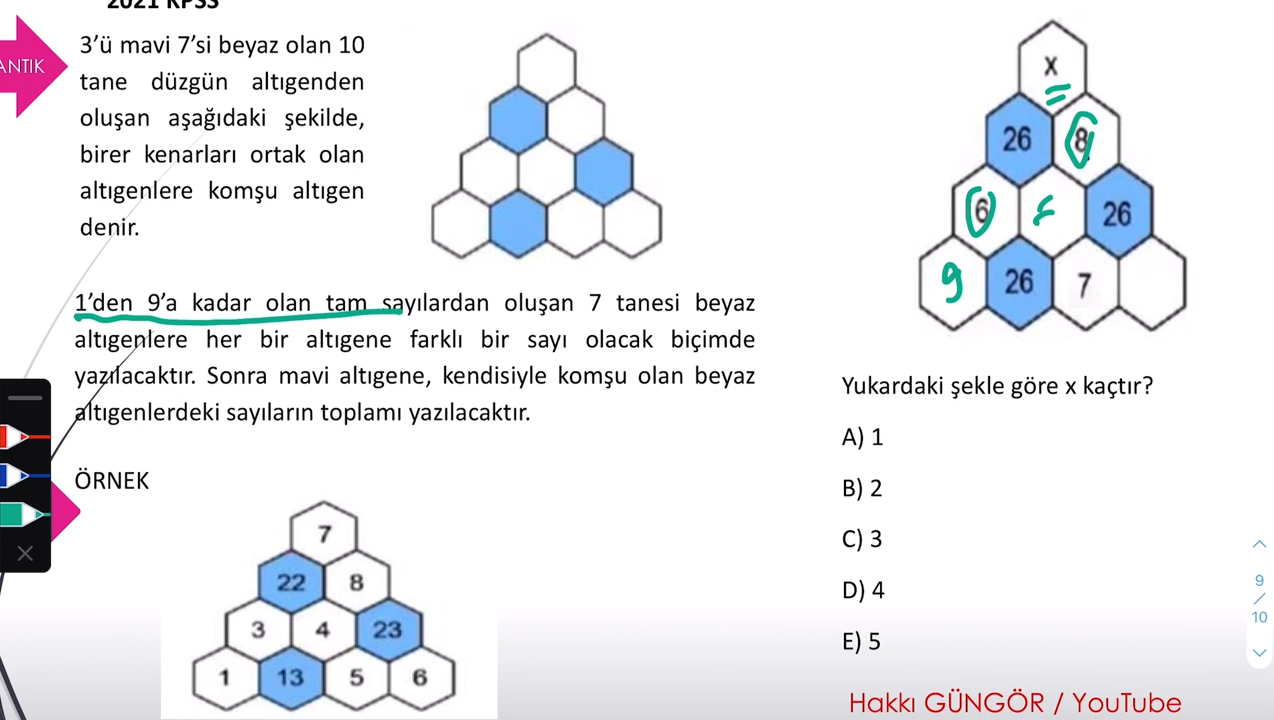 2021 KPSS
ANTIK
3’ü mavi 7’si beyaz olan 10
tane düzgün altıgenden
oluşan aşağıdaki şekilde,
birer kenarları ortak olan
altıgenlere komşu altıgen
denir.
1’den 9’a kadar olan tam sayılardan oluşan 7 tanesi beyaz
altıgenlere her bir altıgene farklı bir sayı olacak biçimde
yazılacaktır. Sonra mavi altıgene, kendisiyle komşu olan beyaz
altıgenlerdeki sayıların toplamı yazılacaktır.
ÖRNEK
7
22 8
3 4 23
1 13 5 6
x
26 8
6 26
9 26 7
Yukardaki şekle göre x kaçtır?
A) 1
B) 2
C) 3
D) 4
E) 5
Hakkı GÜNGÖR / YouTube
9
/
10